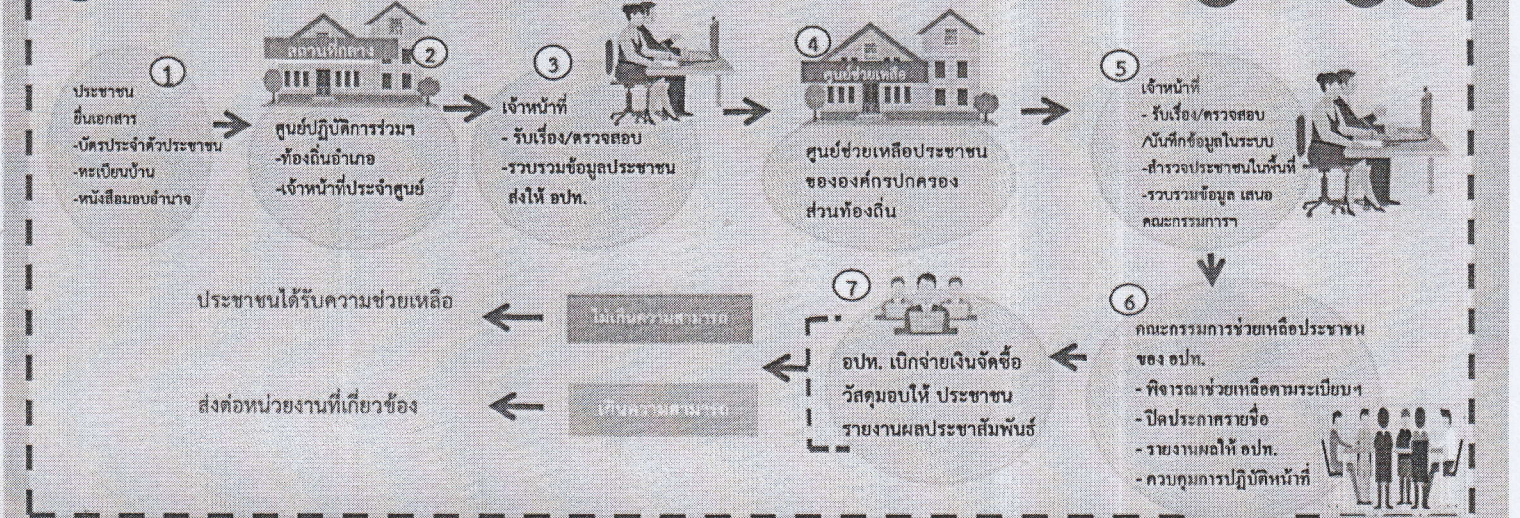 1
ประชาชน
ยื่นเอกสาร
-บัตรประจำตัวประชาชน
-ทะเบียนบ้าน
-หนังสือมอบอำนาจ
สถานที่กลาง
2
ศูนย์ปฏิบัติการร่วมฯ
-ท้องถิ่นอำเภอ
-เจ้าหน้าที่ประจำศูนย์
3
เจ้าหน้าที่
- รับเรื่อง/ตรวจสอบ
-รวบรวมข้อมูลประชาชน
ส่งให้ อปท.
4
ศูนย์ช่วยเหลือ
ศูนย์ช่วยเหลือประชาชน
ขององค์กรปกครอง
ส่วนท้องถิ่น
5
เจ้าหน้าที่
- รับเรื่อง/ตรวจสอบ
/บันทึกข้อมูลในระบบ
-สำรวจประชาชนในพื้นที่
-รวบรวมข้อมูล เสนอ
คณะกรรมการฯ
6
คณะกรรมการช่วยเหลือประชาชน
ของ อปท.
- พิจารณาช่วยเหลือตามระเบียบฯ
- ปิดประกาศรายชื่อ
- รายงานผลให้ อปท.
- ควบคุมการปฏิบัติหน้าที่
7
อปท. เบิกจ่ายเงินจัดซื้อ
วัสดุมอบให้ ประชาชน
รายงานผลประชาสัมพันธ์
ไม่เกินความสามารถ
ประชาชนได้รับความช่วยเหลือ
เกินความสามารถ
ส่งต่อหน่วยงานที่เกี่ยวข้อง